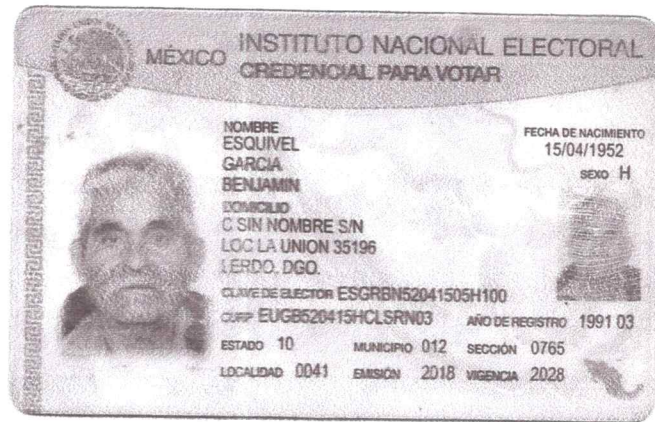 MÉXICO INSTITUTO NACIONAL ELECTORAL
CREDENCIAL PARA VOTAR
NOMBRE
ESQUIVEL
GARCIA
BENJAMIN
FECHA DE NACIMIENTO
15/04/1952
SEXO H
DOMICILIO
C SIN NOMBRE S/N
LOC LA UNION 35196
LERDO, DGO.
CLAVE DE ELECTOR ESGRBN52041505H100
CURP EUGB520415HCLSRN03 AÑO DE REGISTRO 1991 03
ESTADO 10 MUNICIPIO 012 SECCIÓN 0765
LOCALIDAD 0041 EMISIÓN 2018 VIGENCIA 2028